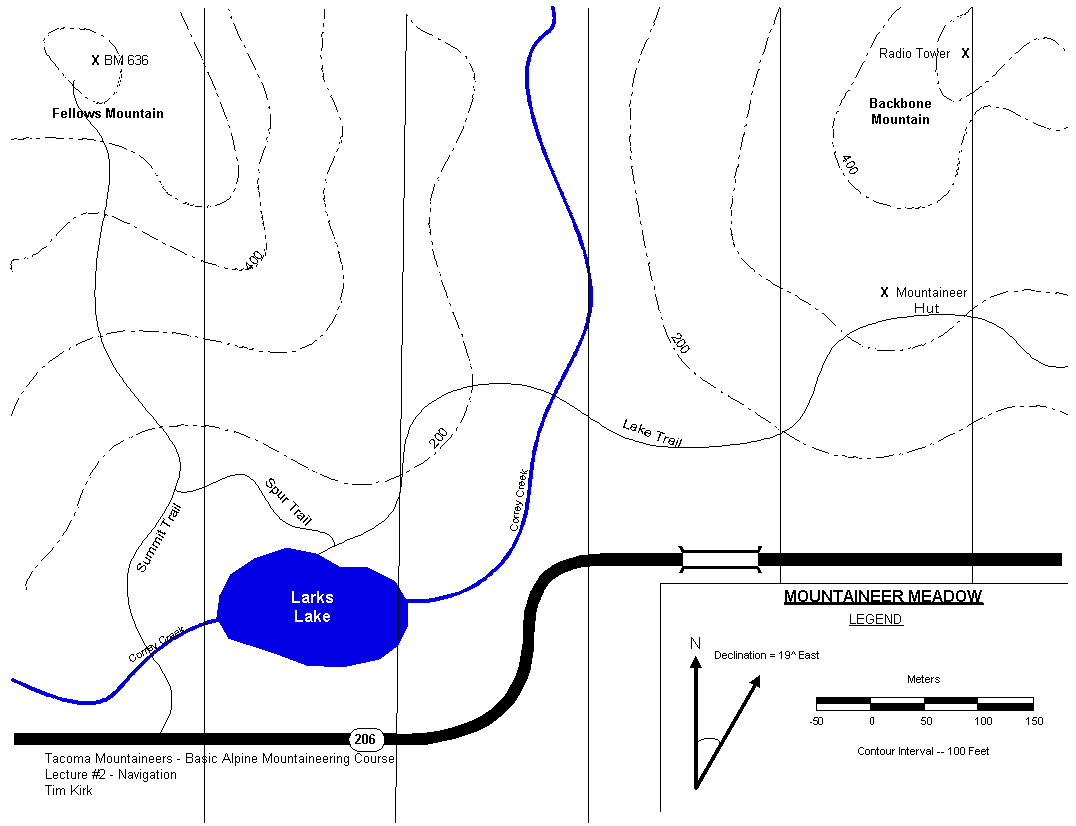 X BM 636
Fellows Mountain
Radio Tower X
Backbone
Mountain
400
400
X Mountaineer
Hut
200
200
Lake Trail
Spur Trail
Summit Trail
Correy Creek
Correy Creek
Larks
Lake
206
Tacoma Mountaineers - Basic Alpine Mountaineering Course
Lecture #2 - Navigation
Tim Kirk
MOUNTAINEER MEADOW
LEGEND
N
Declination = 19^ East
Meters
-50 0 50 100 150
Contour Interval -- 100 Feet